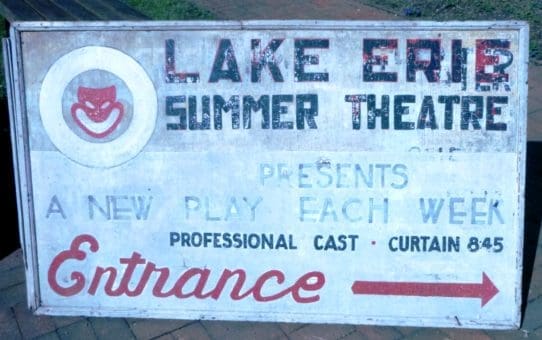 LAKE ERIE
SUMMER THEATRE
PRESENTS
A NEW PLAY EACH WEEK
PROFESSIONAL CAST • CURTAIN 8:45
Entrance